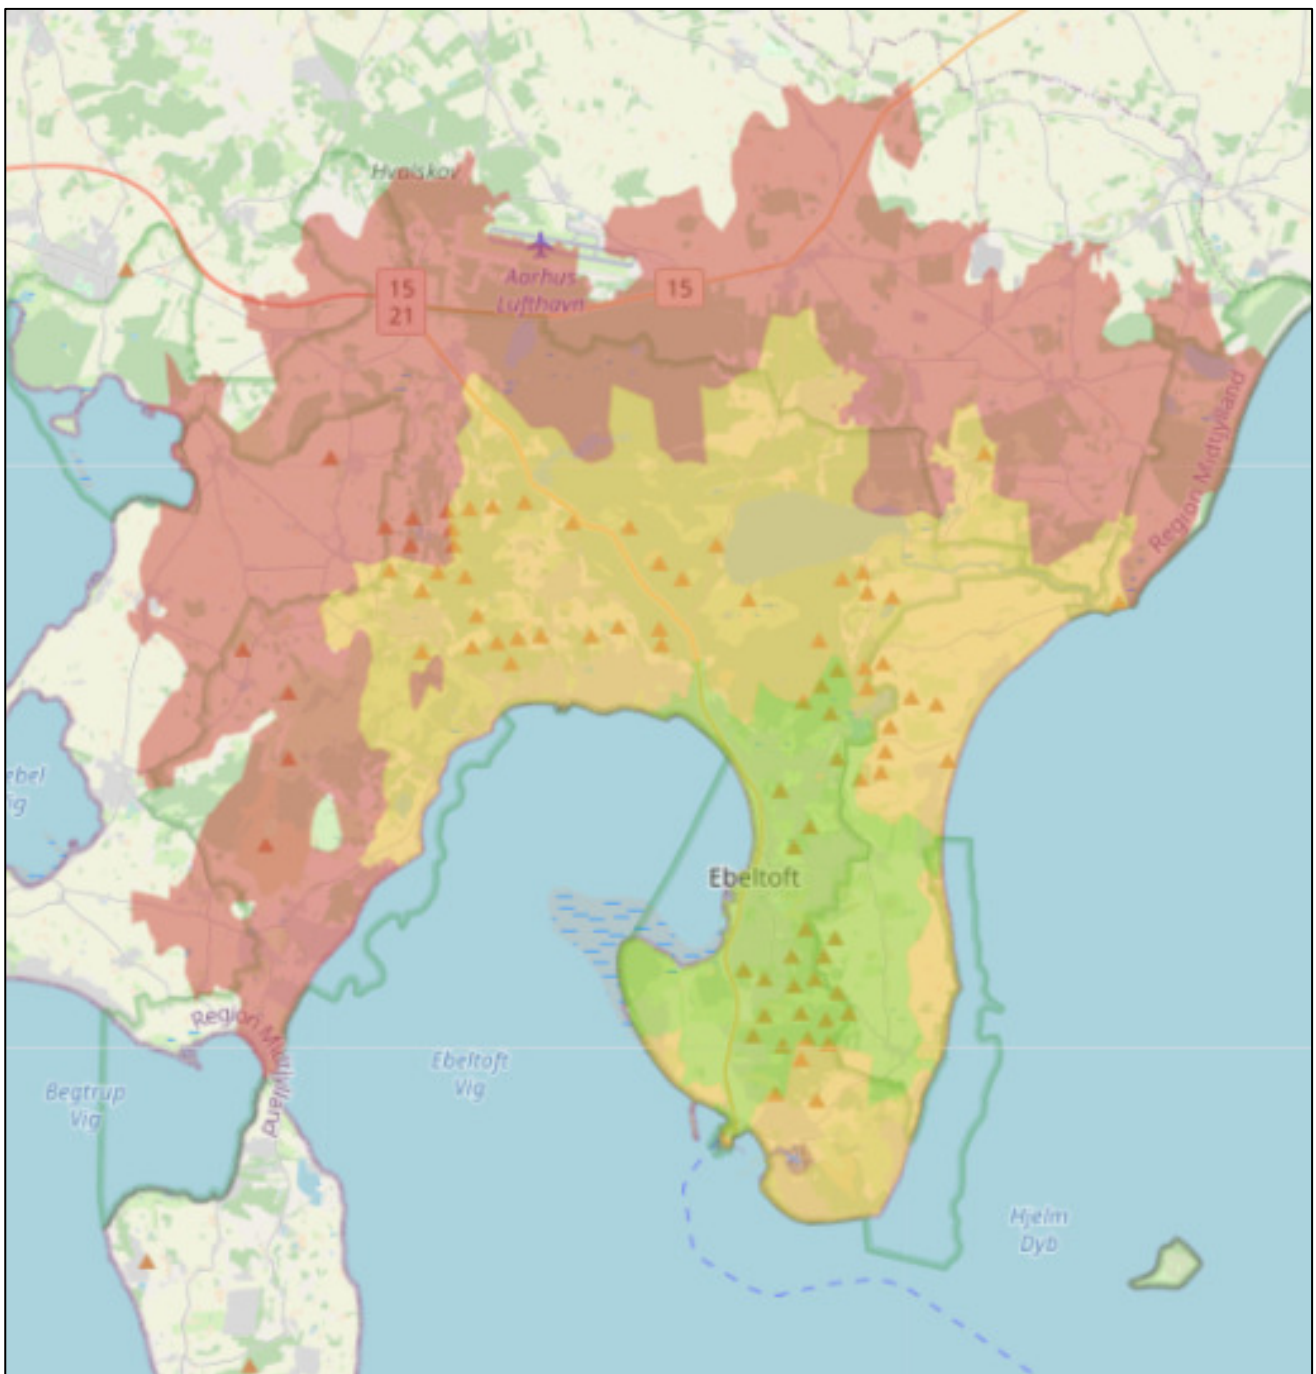 Hvalskov
Aarhus
Lufthavn
15
21
15
Region Midtjylland
Ebeltoft
Region Midtjylland
Ebeltoft
Vig
Begtrup
Vig
Hjelm
Dyb